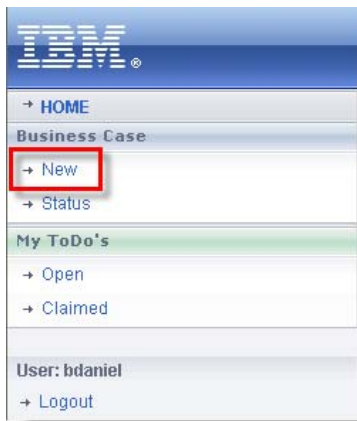 IBM®
HOME
Business Case
New
Status
My ToDo's
Open
Claimed
User: bdaniel
Logout